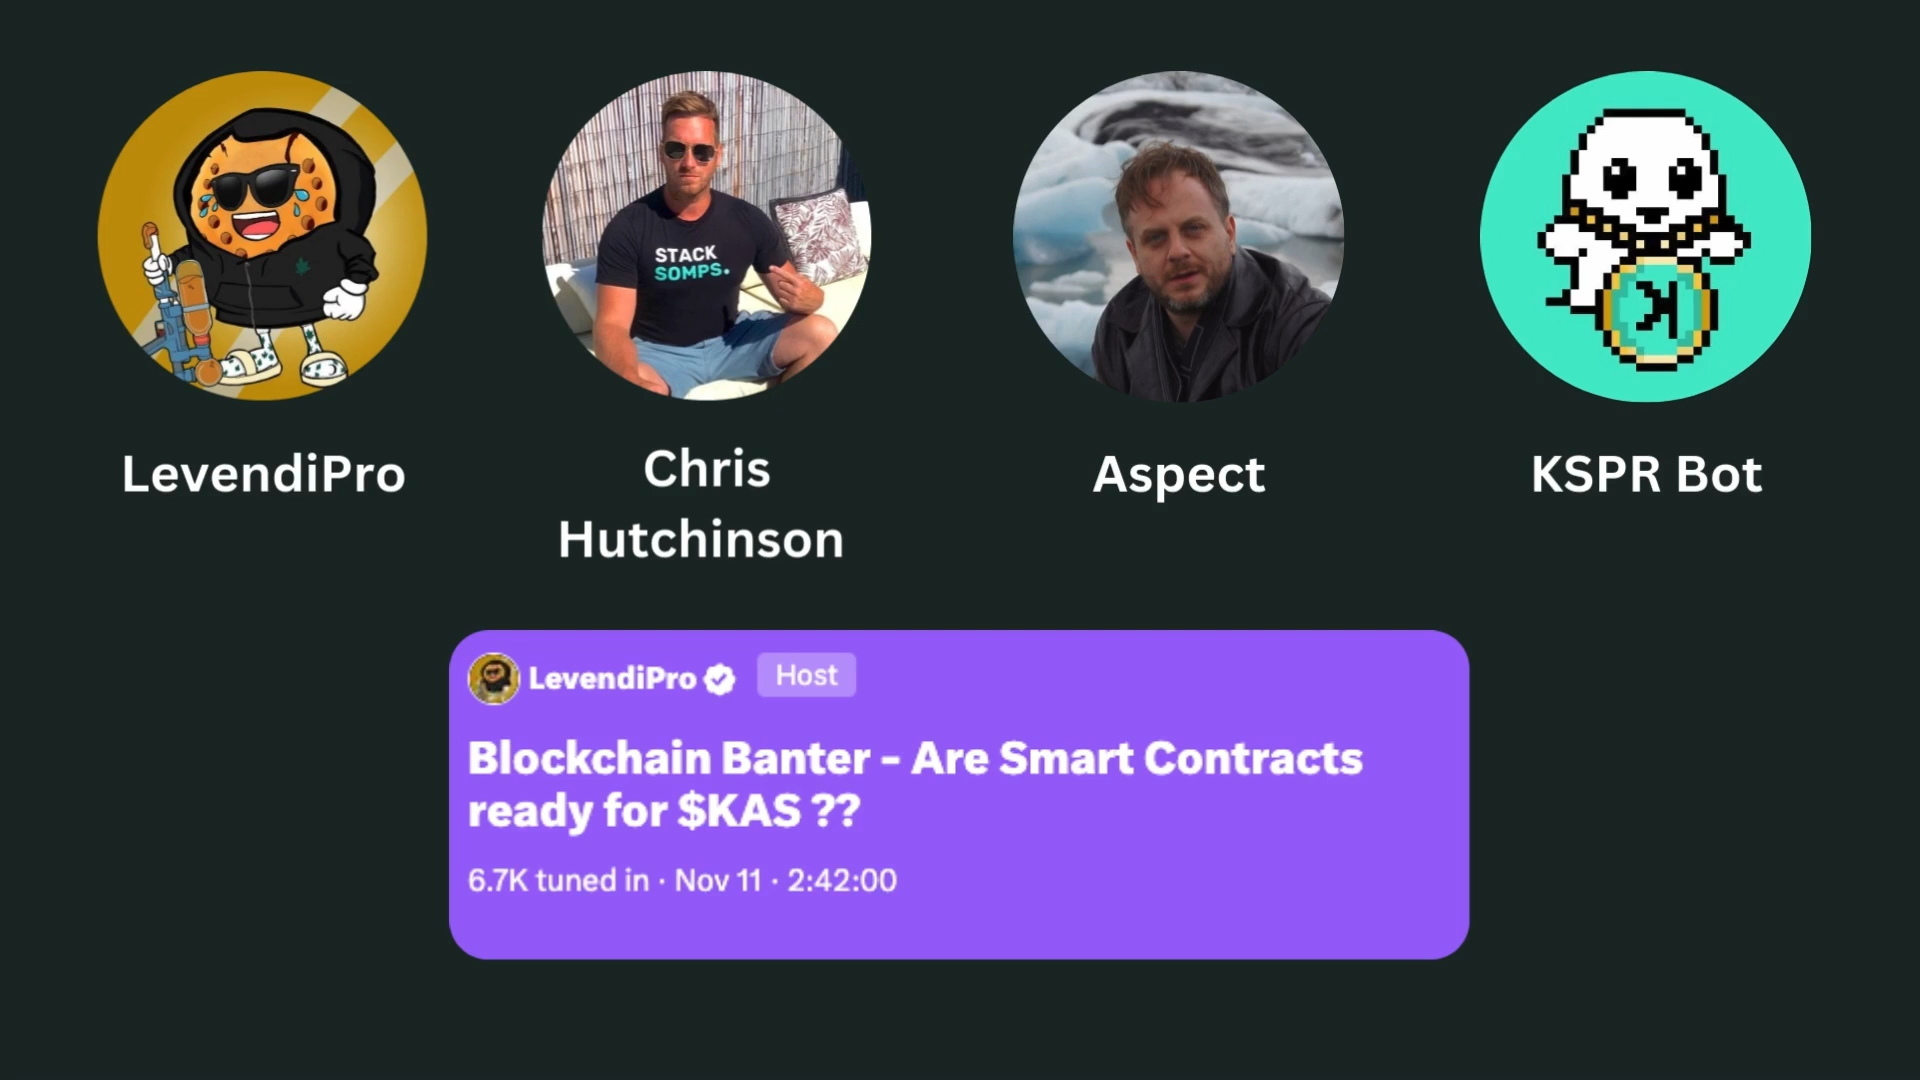 STACK
SOMPS.
LevendiPro
Chris
Hutchinson
Aspect
KSPR Bot
LevendiPro Host
Blockchain Banter - Are Smart Contracts
ready for $KAS ??
6.7K tuned in · Nov 11 · 2:42:00